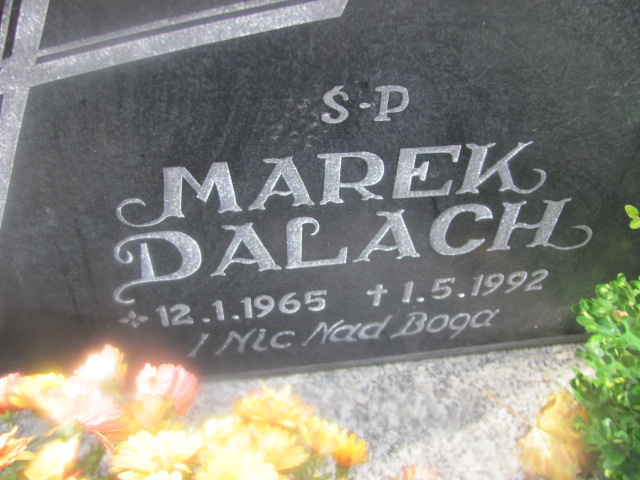 Ś-P
MAREK
DALACH
* 12.1.1965 † 1.5.1992
I Nic Nad Boga